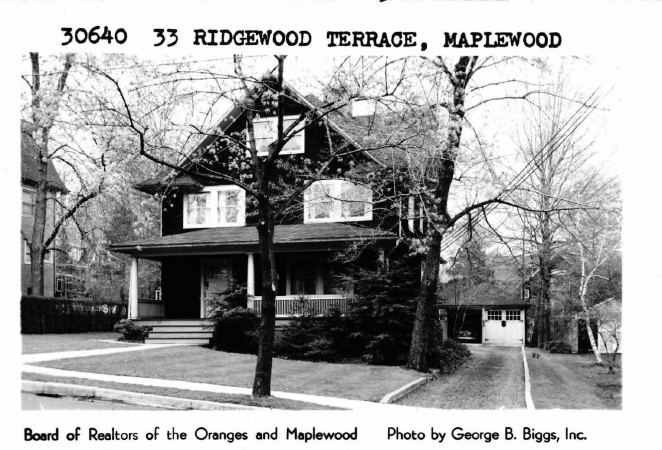 30640 33 RIDGEWOOD TERRACE, MAPLEWOOD
Board of Realtors of the Oranges and Maplewood Photo by George B. Biggs, Inc.